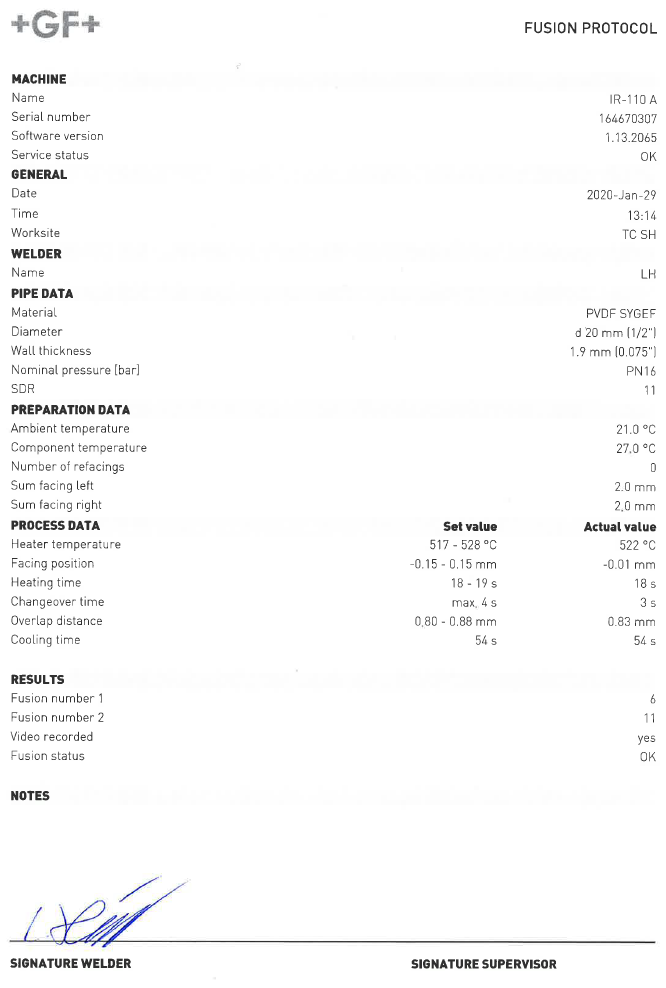 +GF+
FUSION PROTOCOL
MACHINE
Name IR-110 A
Serial number 164670307
Software version 1.13.2065
Service status OK
GENERAL
Date 2020-Jan-29
Time 13:14
Worksite TC SH
WELDER
Name LH
PIPE DATA
Material PVDF SYGEF
Diameter d 20 mm (1/2")
Wall thickness 1.9 mm (0.075")
Nominal pressure (bar) PN16
SDR 11
PREPARATION DATA
Ambient temperature 21.0 °C
Component temperature 27.0 °C
Number of refacings 0
Sum facing left 2.0 mm
Sum facing right 2.0 mm
PROCESS DATA Set value Actual value
Heater temperature 517 - 528 °C 522 °C
Facing position -0.15 - 0.15 mm -0.01 mm
Heating time 18 - 19 s 18 s
Changeover time max. 4 s 3 s
Overlap distance 0.80 - 0.88 mm 0.83 mm
Cooling time 54 s 54 s
RESULTS
Fusion number 1 6
Fusion number 2 11
Video recorded yes
Fusion status OK
NOTES
SIGNATURE WELDER SIGNATURE SUPERVISOR